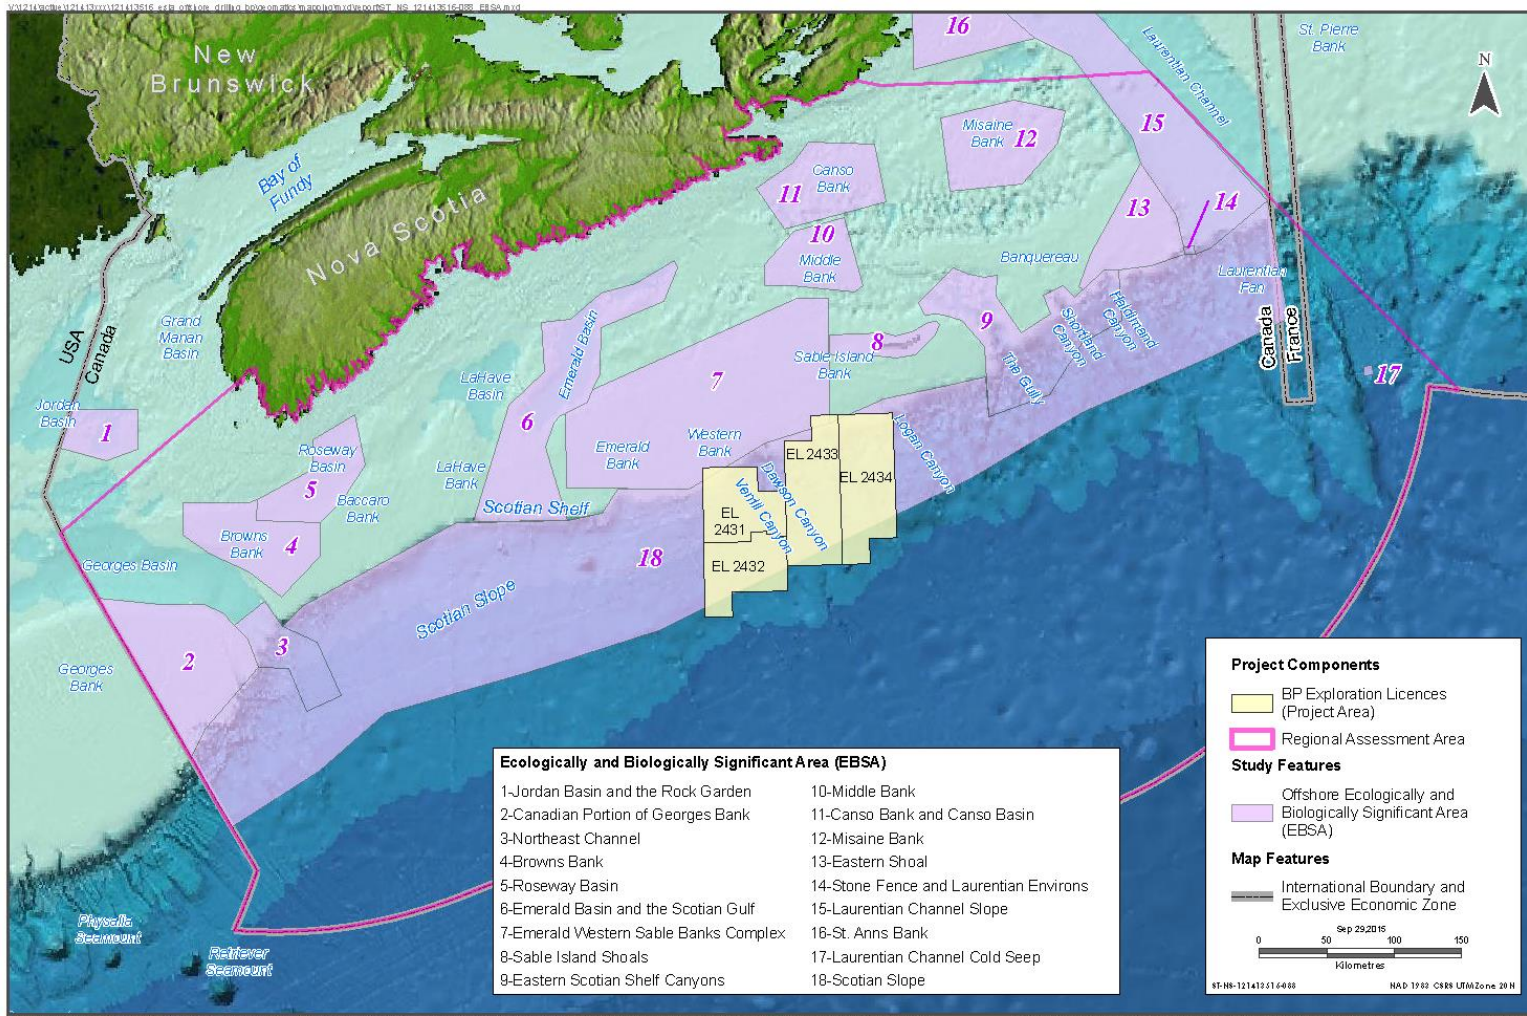 New
Brunswick
16
St. Pierre
Bank
N
Laurentian Channel
15
Misaine
Bank
12
Canso
Bank
11
Bay of
Fundy
Nova Scotia
10
Middle
Bank
13
14
Banquereau
Laurentian
Fan
Grand
Manan
Basin
USA
Canada
Emerald Basin
9
Shortland
Canyon
Haldimand
Canyon
Canada
France
8
Sable Island
Bank
The Gully
17
LaHave
Basin
7
Jordan
Basin
1
6
Roseway
Basin
5
Baccaro
Bank
LaHave
Bank
Emerald
Bank
Western
Bank
Logan Canyon
EL 2433
EL 2434
Dawson Canyon
Verrill Canyon
EL
2431
EL 2432
Scotian Shelf
Browns
Bank
4
Georges Basin
18
Scotian Slope
3
2
Georges
Bank
Physalia
Seamount
Retriever
Seamount
Ecologically and Biologically Significant Area (EBSA)
1-Jordan Basin and the Rock Garden
2-Canadian Portion of Georges Bank
3-Northeast Channel
4-Browns Bank
5-Roseway Basin
6-Emerald Basin and the Scotian Gulf
7-Emerald Western Sable Banks Complex
8-Sable Island Shoals
9-Eastern Scotian Shelf Canyons
10-Middle Bank
11-Canso Bank and Canso Basin
12-Misaine Bank
13-Eastern Shoal
14-Stone Fence and Laurentian Environs
15-Laurentian Channel Slope
16-St. Anns Bank
17-Laurentian Channel Cold Seep
18-Scotian Slope
Project Components
BP Exploration Licences
(Project Area)
Regional Assessment Area
Study Features
Offshore Ecologically and
Biologically Significant Area
(EBSA)
Map Features
International Boundary and
Exclusive Economic Zone
Sep 29,2015
0 50 100 150
Kilometres
ST-NS-121413516-088
NAD 1983 CSRS UTM Zone 20 N